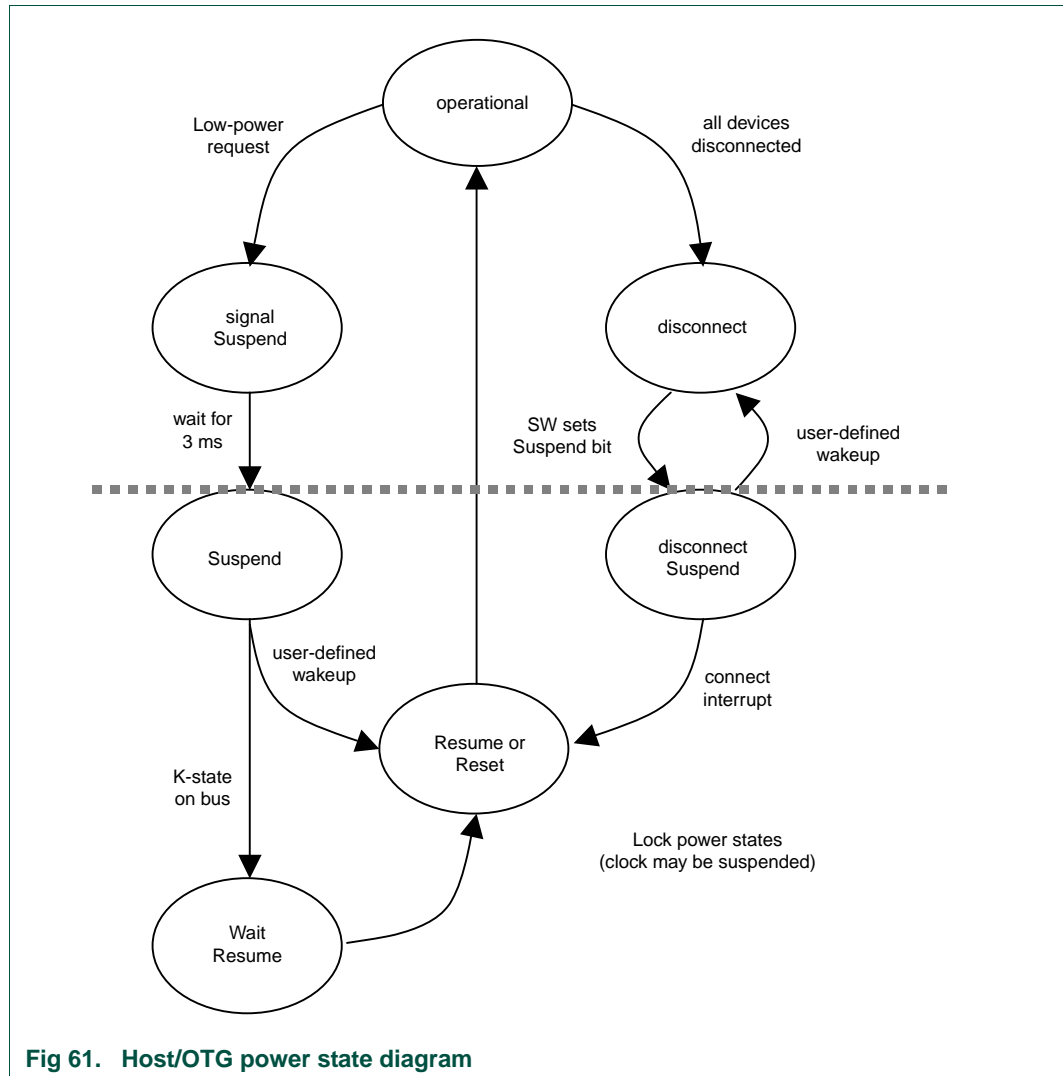 operational
Low-power
request
all devices
disconnected
signal
Suspend
disconnect
wait for
3 ms
SW sets
Suspend bit
user-defined
wakeup
Suspend
disconnect
Suspend
user-defined
wakeup
connect
interrupt
Resume or
Reset
K-state
on bus
Lock power states
(clock may be suspended)
Wait
Resume
Fig 61. Host/OTG power state diagram